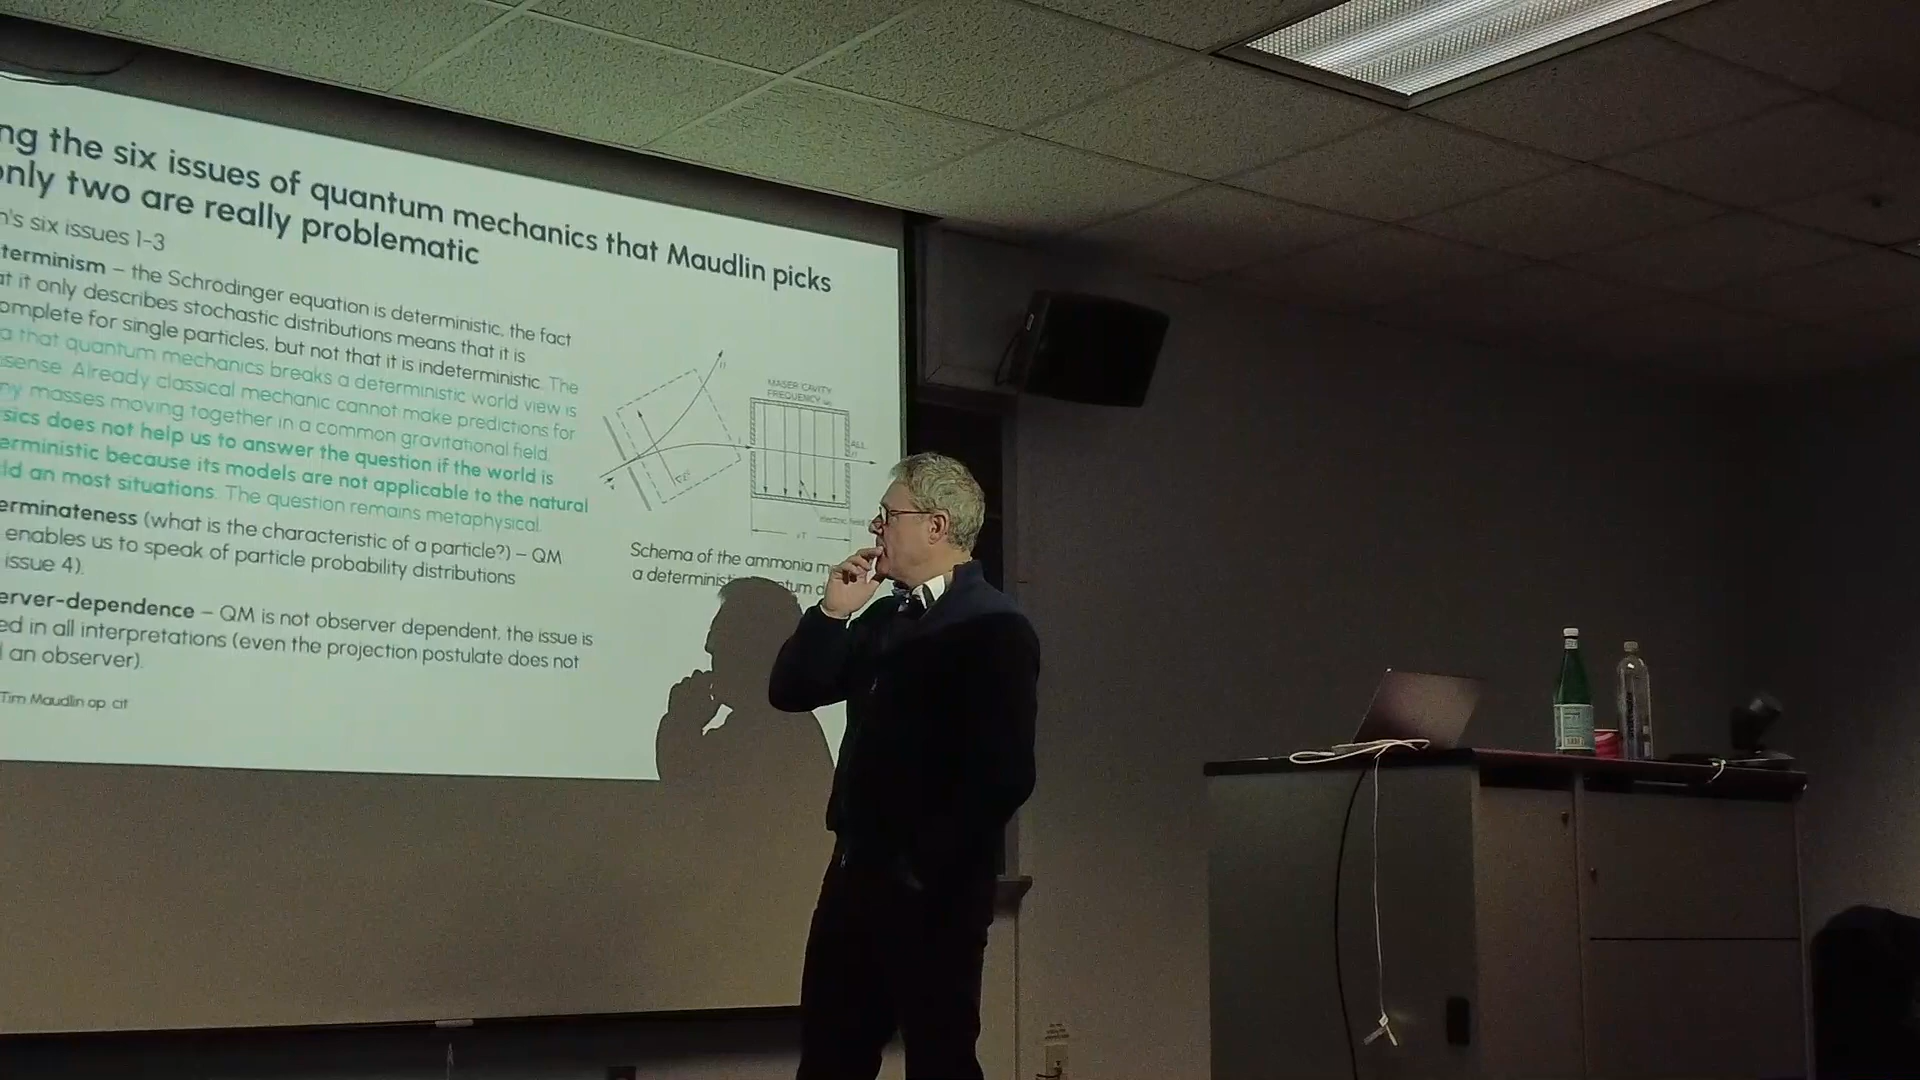 ng the six issues of quantum mechanics that Maudlin picks
only two are really problematic
n's six issues 1-3
terminism – the Schrodinger equation is deterministic, the fact
at it only describes stochastic distributions means that it is
omplete for single particles, but not that it is indeterministic. The
a that quantum mechanics breaks a deterministic world view is
nsense. Already classical mechanic cannot make predictions for
ny masses moving together in a common gravitational field.
sics does not help us to answer the question if the world is
erministic because its models are not applicable to the natural
ld an most situations. The question remains metaphysical.
erminateness (what is the characteristic of a particle?) – QM
enables us to speak of particle probability distributions
issue 4).
erver-dependence – QM is not observer dependent, the issue is
ed in all interpretations (even the projection postulate does not
an observer).
Tim Maudlin op. cit
MASER CAVITY
FREQUENCY ω₀
ALL
electric field
Schema of the ammonia m
a determinist tum d